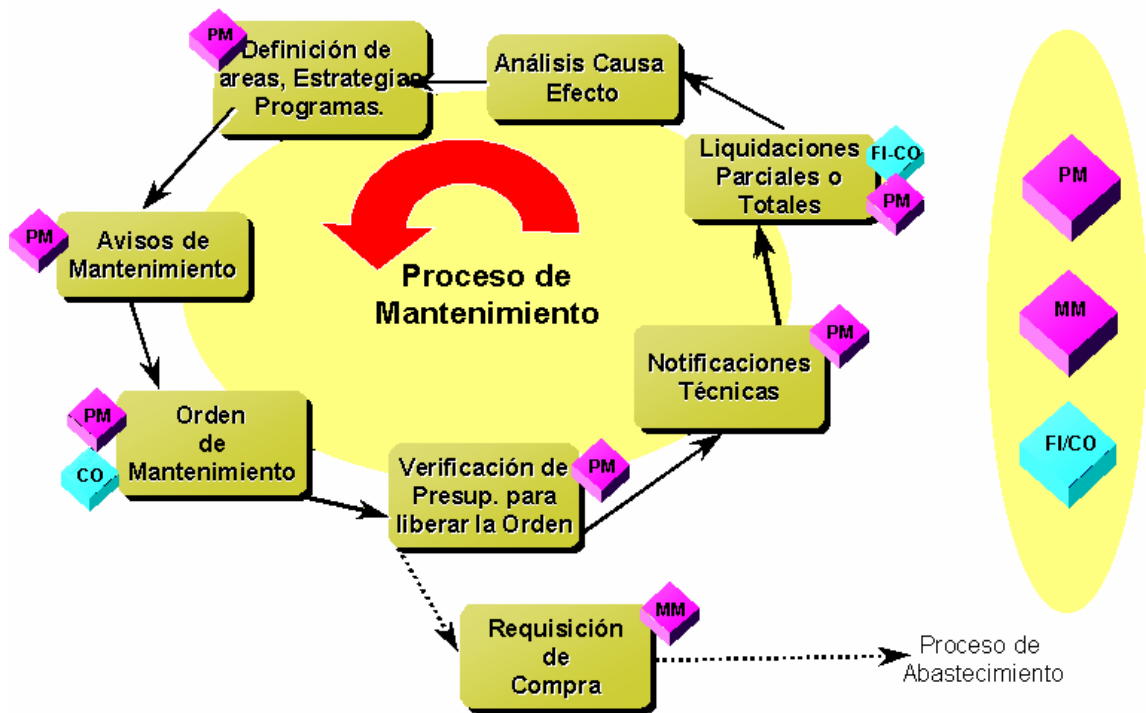 PM
Definición de
areas, Estrategias
Programas.
Análisis Causa
Efecto
Liquidaciones
Parciales o
Totales
FI-CO
PM
PM
Avisos de
Mantenimiento
Proceso de
Mantenimiento
Notificaciones
Técnicas
PM
PM
CO
Orden
de
Mantenimiento
Verificación de
Presup. para
liberar la Orden
PM
Requisición
de
Compra
MM
Proceso de
Abastecimiento
PM
MM
FI/CO